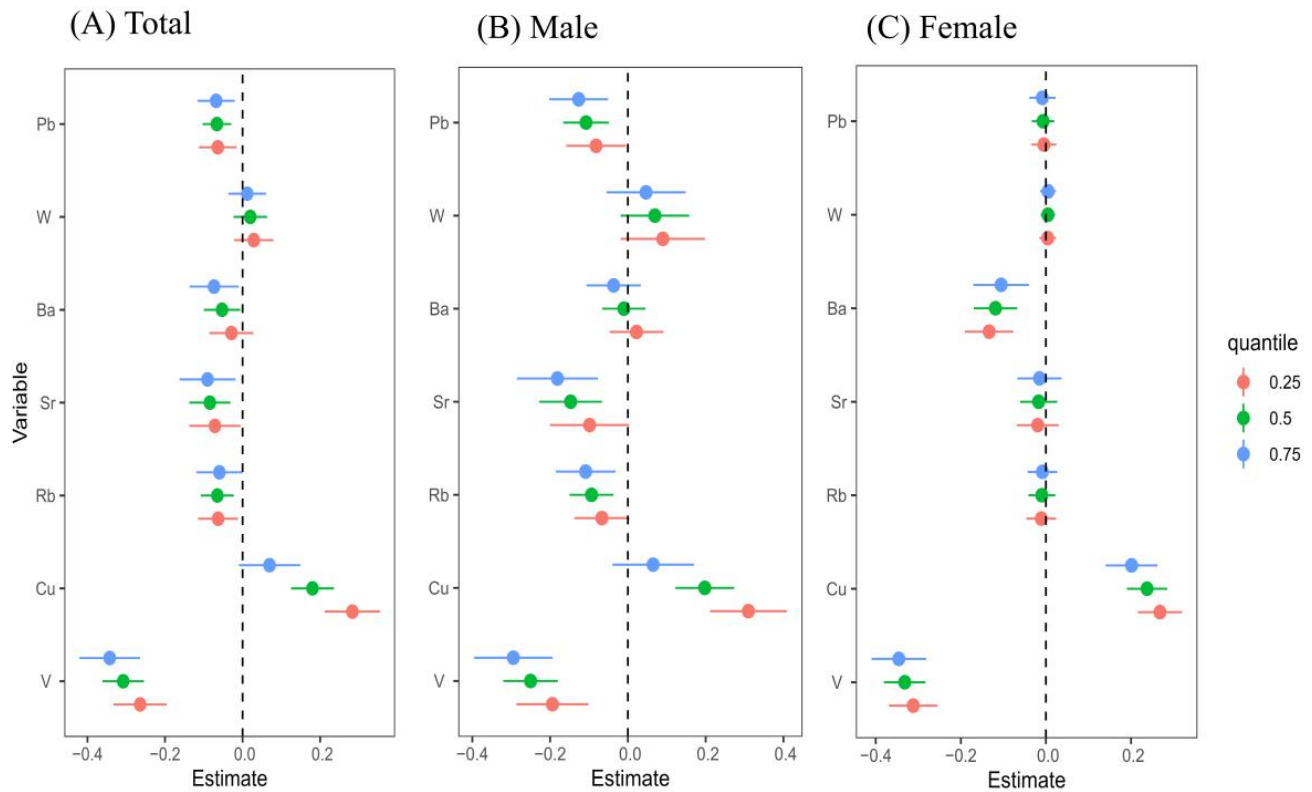 (A) Total
(B) Male
(C) Female
Variable
Pb
W
Ba
Sr
Rb
Cu
V
−0.4 −0.2 0.0 0.2
Estimate
Pb
W
Ba
Sr
Rb
Cu
V
−0.4 −0.2 0.0 0.2 0.4
Estimate
Pb
W
Ba
Sr
Rb
Cu
V
−0.4 −0.2 0.0 0.2
Estimate
quantile
0.25
0.5
0.75